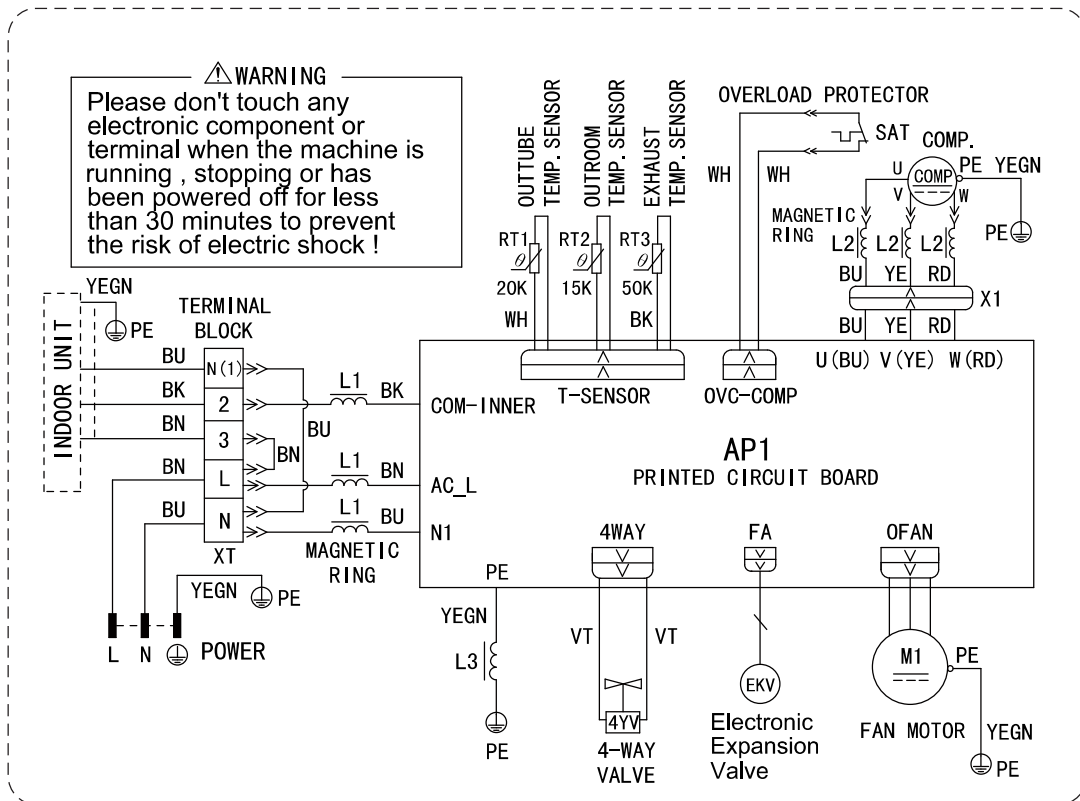 WARNING
Please don't touch any
electronic component or
terminal when the machine is
running , stopping or has
been powered off for less
than 30 minutes to prevent
the risk of electric shock !
OUTTUBE
TEMP. SENSOR
OUTROOM
TEMP. SENSOR
EXHAUST
TEMP. SENSOR
RT1
RT2
RT3
θ
θ
θ
20K
15K
50K
WH
BK
OVERLOAD PROTECTOR
SAT
WH
WH
COMP.
COMP
U
V
W
PE
YEGN
PE
MAGNETIC
RING
L2
L2
L2
BU
YE
RD
X1
BU
YE
RD
U(BU)
V(YE)
W(RD)
INDOOR UNIT
YEGN
PE
TERMINAL
BLOCK
BU
N(1)
BK
2
L1
BK
COM-INNER
BN
3
BU
BN
BN
L
L1
BN
AC_L
BU
N
L1
BU
N1
XT
MAGNETIC
RING
YEGN
PE
L
N
POWER
T-SENSOR
OVC-COMP
AP1
PRINTED CIRCUIT BOARD
4WAY
FA
OFAN
PE
YEGN
L3
PE
VT
VT
4YV
4-WAY
VALVE
EKV
Electronic
Expansion
Valve
M1
PE
FAN MOTOR
YEGN
PE